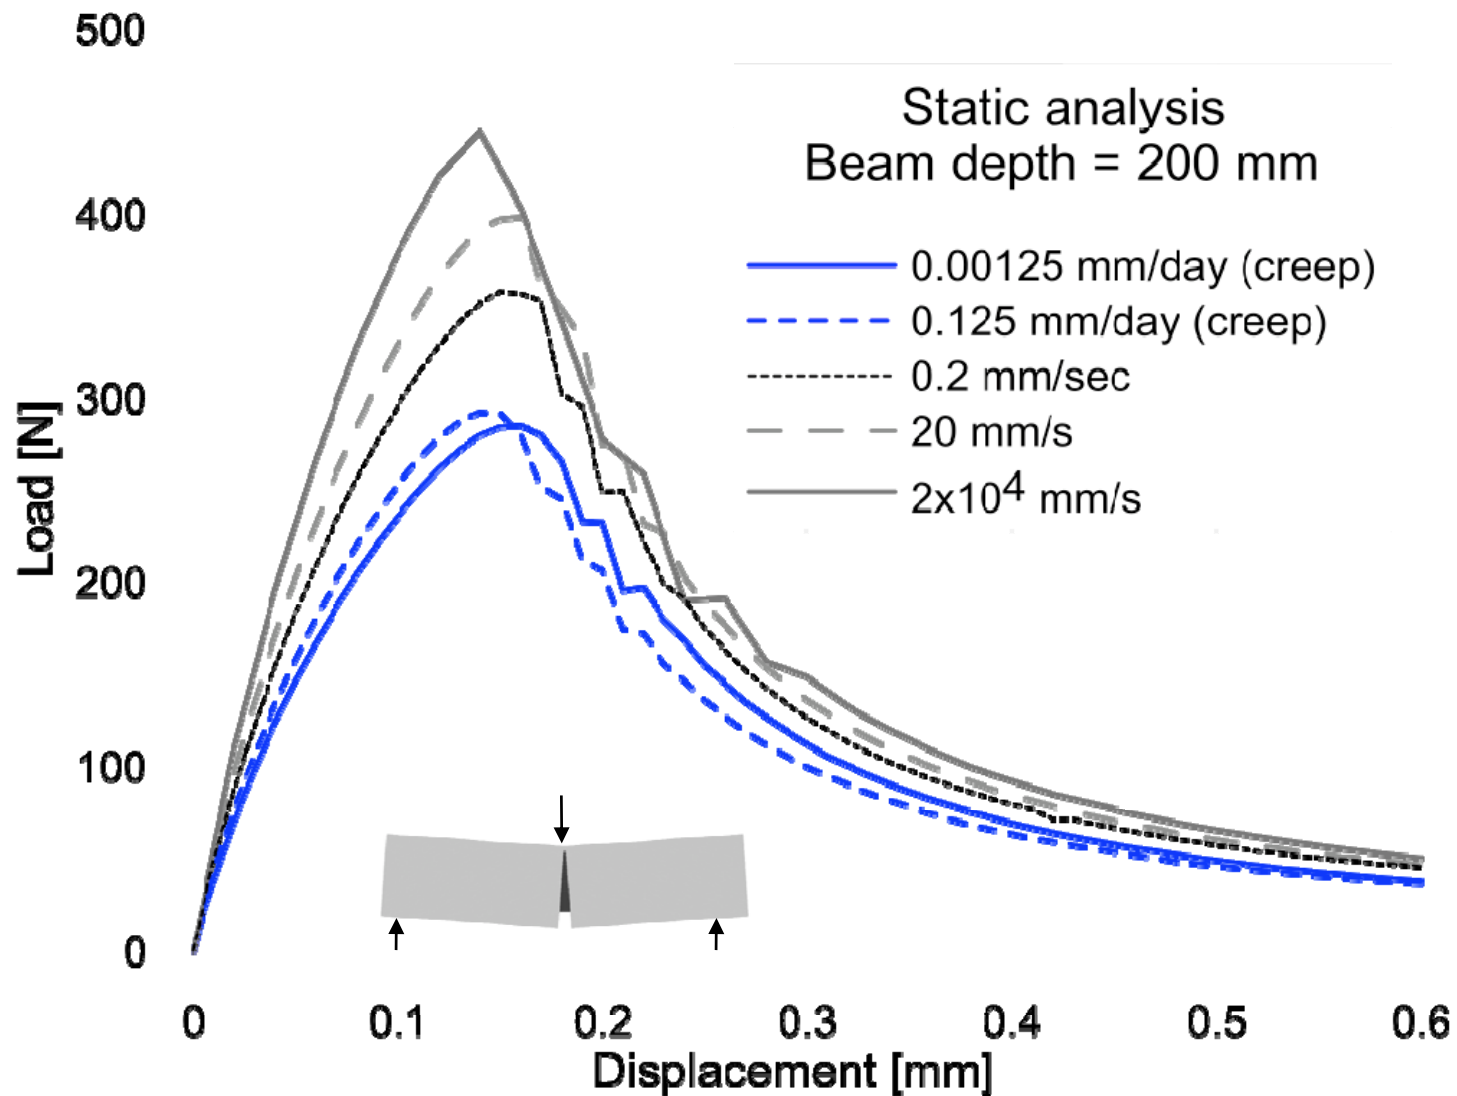 500
400
300
200
100
0
Load [N]
Static analysis
Beam depth = 200 mm
0.00125 mm/day (creep)
0.125 mm/day (creep)
0.2 mm/sec
20 mm/s
2x10⁴ mm/s
0 0.1 0.2 0.3 0.4 0.5 0.6
Displacement [mm]